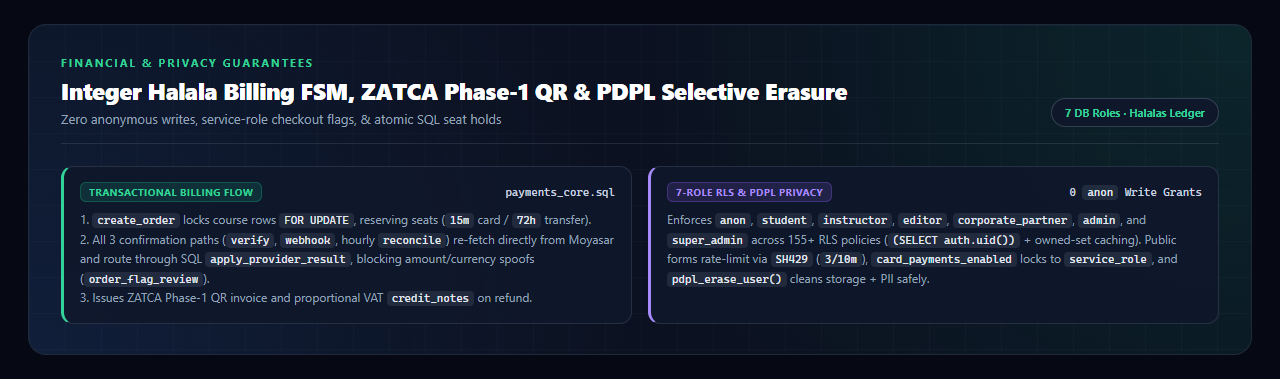 FINANCIAL & PRIVACY GUARANTEES
Integer Halala Billing FSM, ZATCA Phase-1 QR & PDPL Selective Erasure
Zero anonymous writes, service-role checkout flags, & atomic SQL seat holds
7 DB Roles · Halalas Ledger
TRANSACTIONAL BILLING FLOW
payments_core.sql
1. create_order locks course rows FOR UPDATE, reserving seats (15m card / 72h transfer).
2. All 3 confirmation paths (verify, webhook, hourly reconcile) re-fetch directly from Moyasar
and route through SQL apply_provider_result, blocking amount/currency spoofs
(order_flag_review).
3. Issues ZATCA Phase-1 QR invoice and proportional VAT credit_notes on refund.
7-ROLE RLS & PDPL PRIVACY
0 anon Write Grants
Enforces anon, student, instructor, editor, corporate_partner, admin, and
super_admin across 155+ RLS policies ((SELECT auth.uid()) + owned-set caching). Public
forms rate-limit via SH429 (3/10m), card_payments_enabled locks to service_role, and
pdpl_erase_user() cleans storage + PII safely.